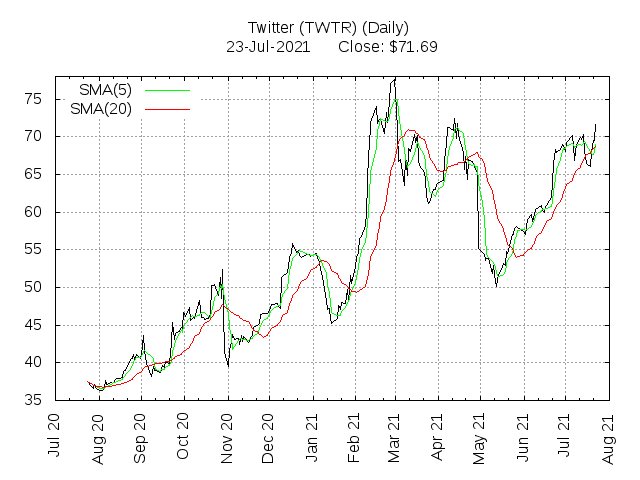 Twitter (TWTR) (Daily)
23-Jul-2021 Close: $71.69
SMA(5)
SMA(20)
75
70
65
60
55
50
45
40
35
Jul 20
Aug 20
Sep 20
Oct 20
Nov 20
Dec 20
Jan 21
Feb 21
Mar 21
Apr 21
May 21
Jun 21
Jul 21
Aug 21